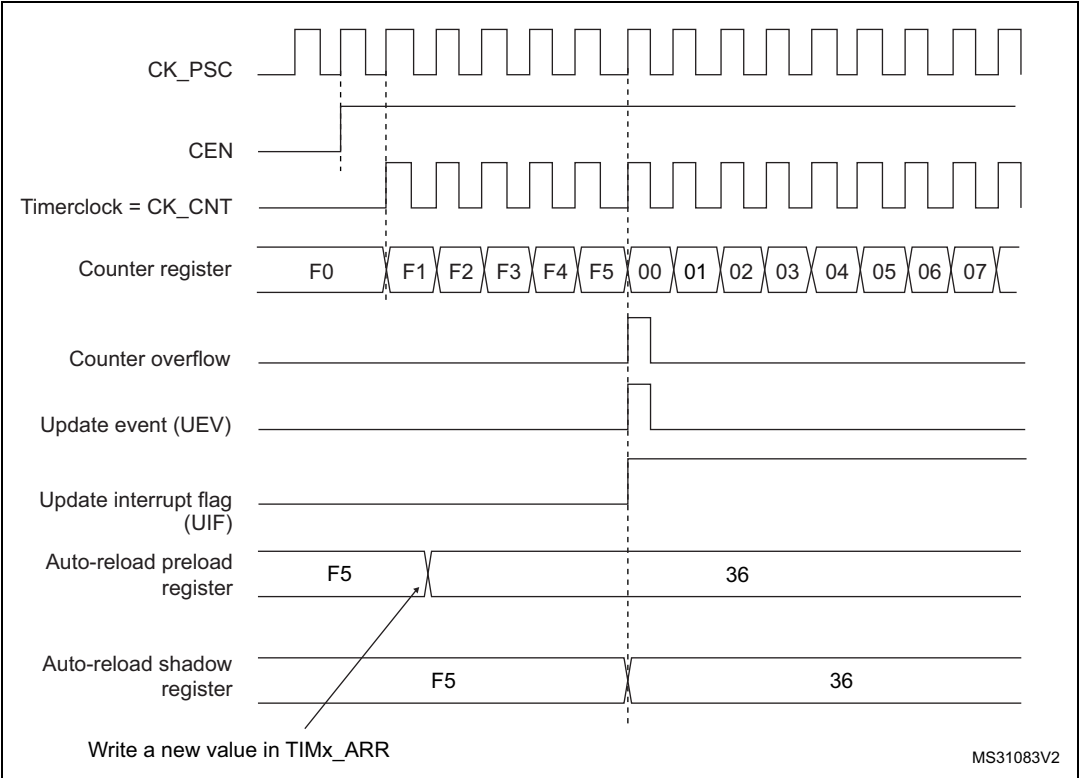 CK_PSC
CEN
Timerclock = CK_CNT
Counter register F0 F1 F2 F3 F4 F5 00 01 02 03 04 05 06 07
Counter overflow
Update event (UEV)
Update interrupt flag
(UIF)
Auto-reload preload
register
F5 36
Auto-reload shadow
register
F5 36
Write a new value in TIMx_ARR
MS31083V2